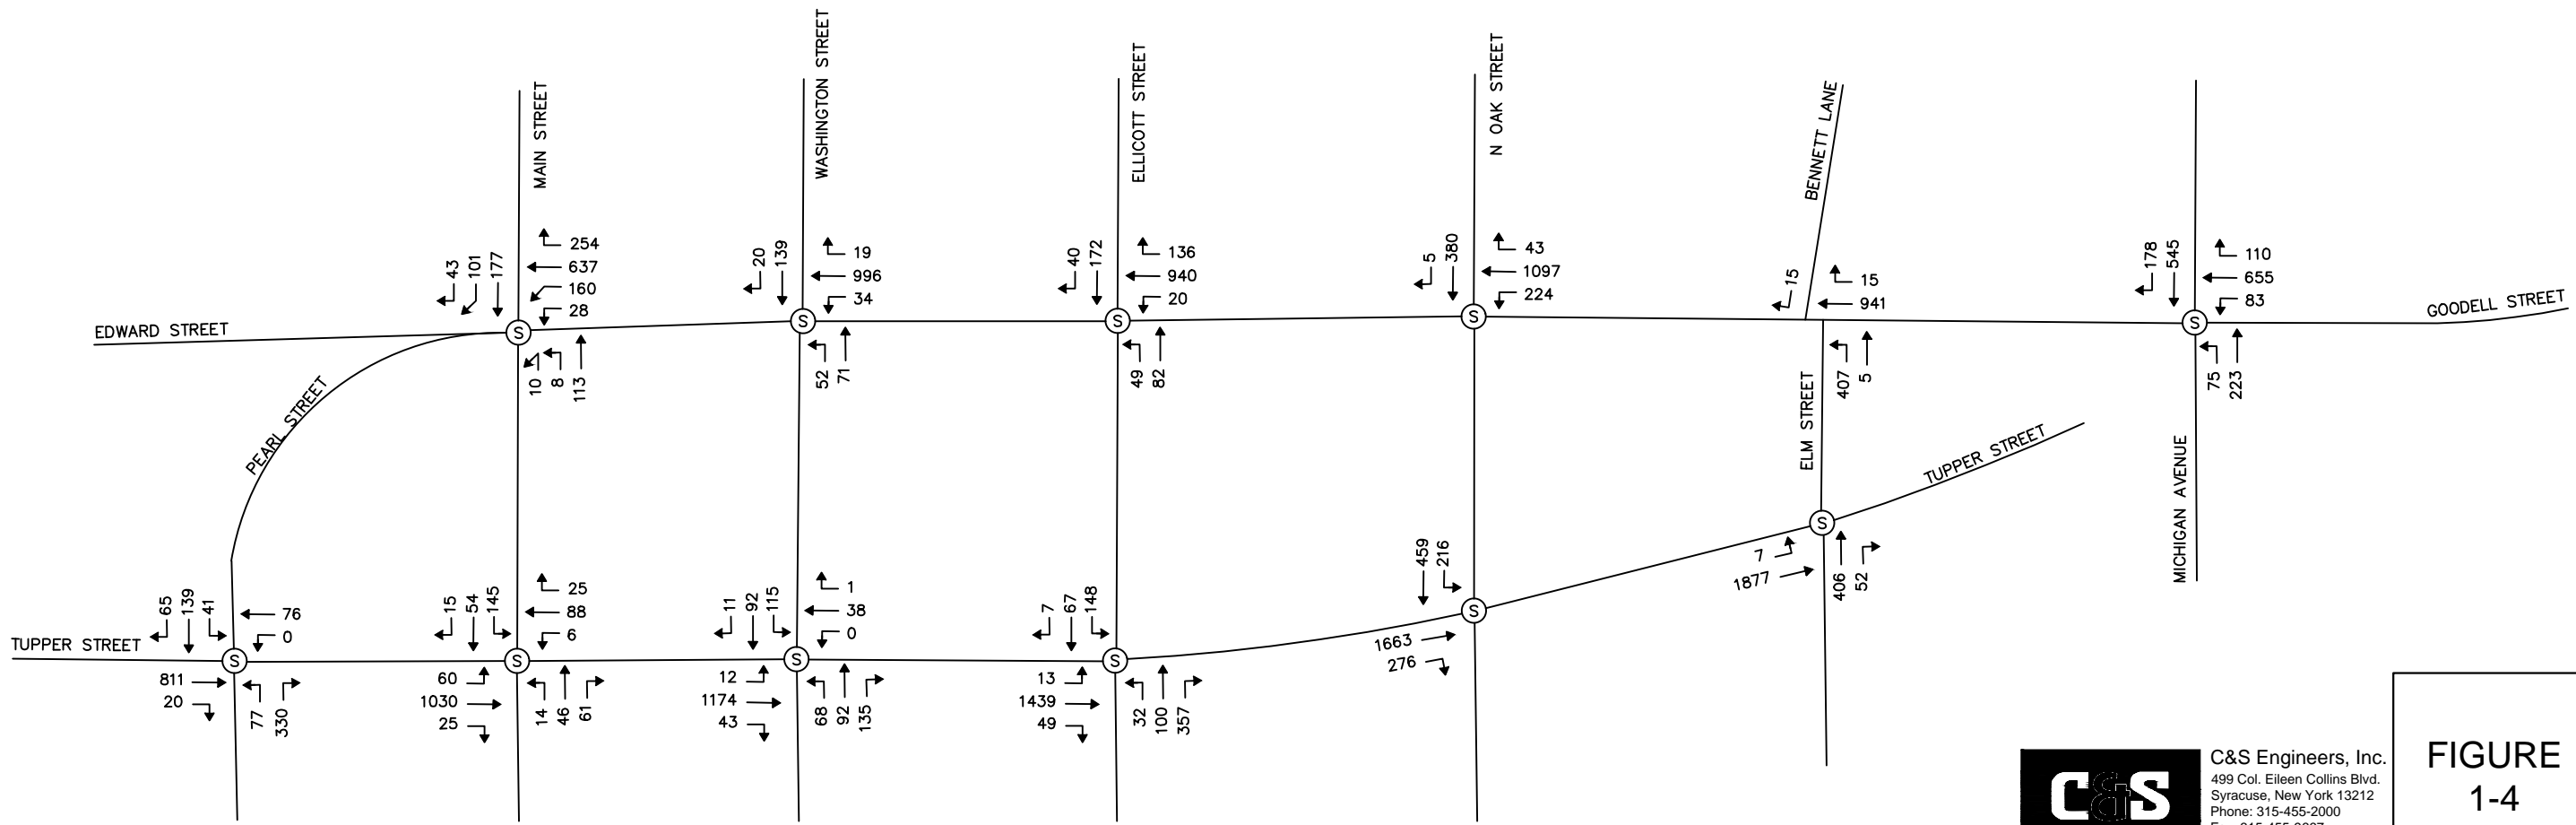 MAIN STREET
WASHINGTON STREET
ELLICOTT STREET
N OAK STREET
BENNETT LANE
EDWARD STREET
43 101 177
254
637
160
28
10 8 113
20 139
19
996
34
52 71
40 172
136
940
20
49 82
5 380
43
1097
224
15
15
941
407 5
178 545
110
655
83
75 223
GOODELL STREET
PEARL STREET
ELM STREET
TUPPER STREET
MICHIGAN AVENUE
TUPPER STREET
65 139 41
76
0
811
20
77 330
15 54 145
25
88
6
60
1030
25
14 46 61
11 92 115
1
38
0
12
1174
43
68 92 135
7 67 148
13
1439
49
32 100 357
459 216
1663
276
7
1877
406 52
S
S
S
S
S
S
S
S
S
S
S
C&S
C&S Engineers, Inc.
499 Col. Eileen Collins Blvd.
Syracuse, New York 13212
Phone: 315-455-2000
FIGURE
1-4